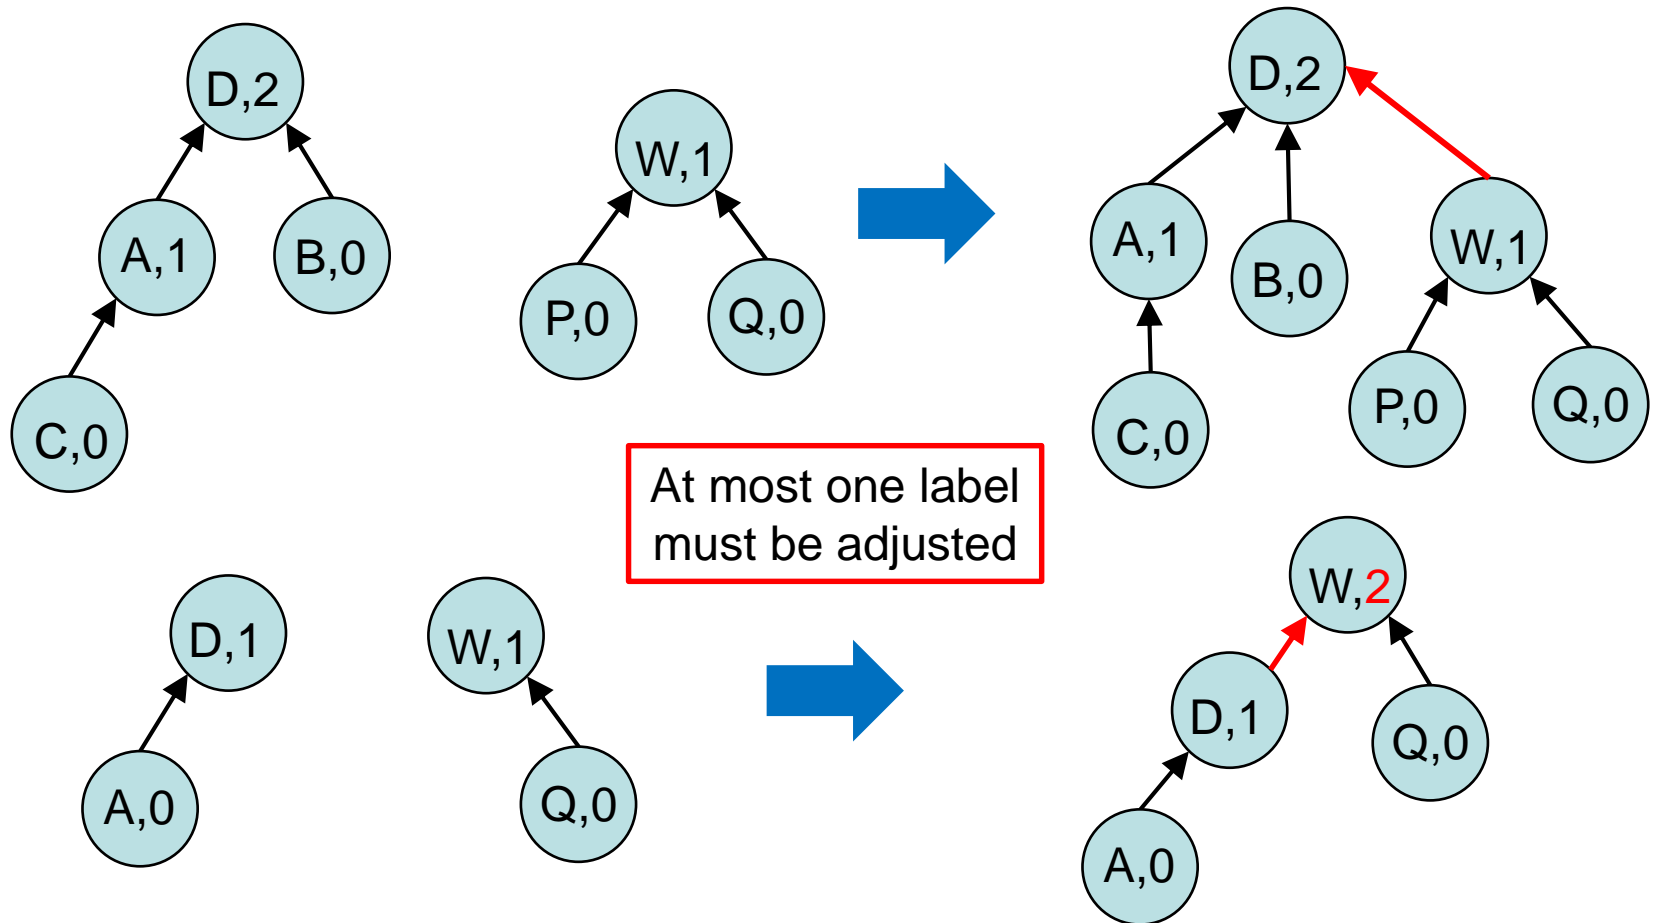 D,2
A,1
B,0
C,0
W,1
P,0
Q,0
D,2
A,1
B,0
W,1
C,0
P,0
Q,0
At most one label
must be adjusted
D,1
A,0
W,1
Q,0
W,2
D,1
Q,0
A,0